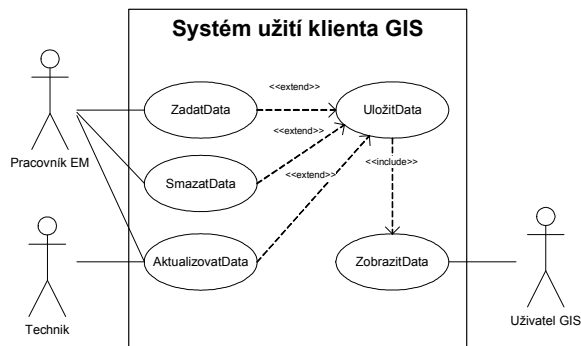 Systém užití klienta GIS
<<extend>>
ZadatData
UložitData
<<extend>>
Pracovník EM
<<include>>
SmazatData
<<extend>>
AktualizovatData
ZobrazitData
Technik
Uživatel GIS